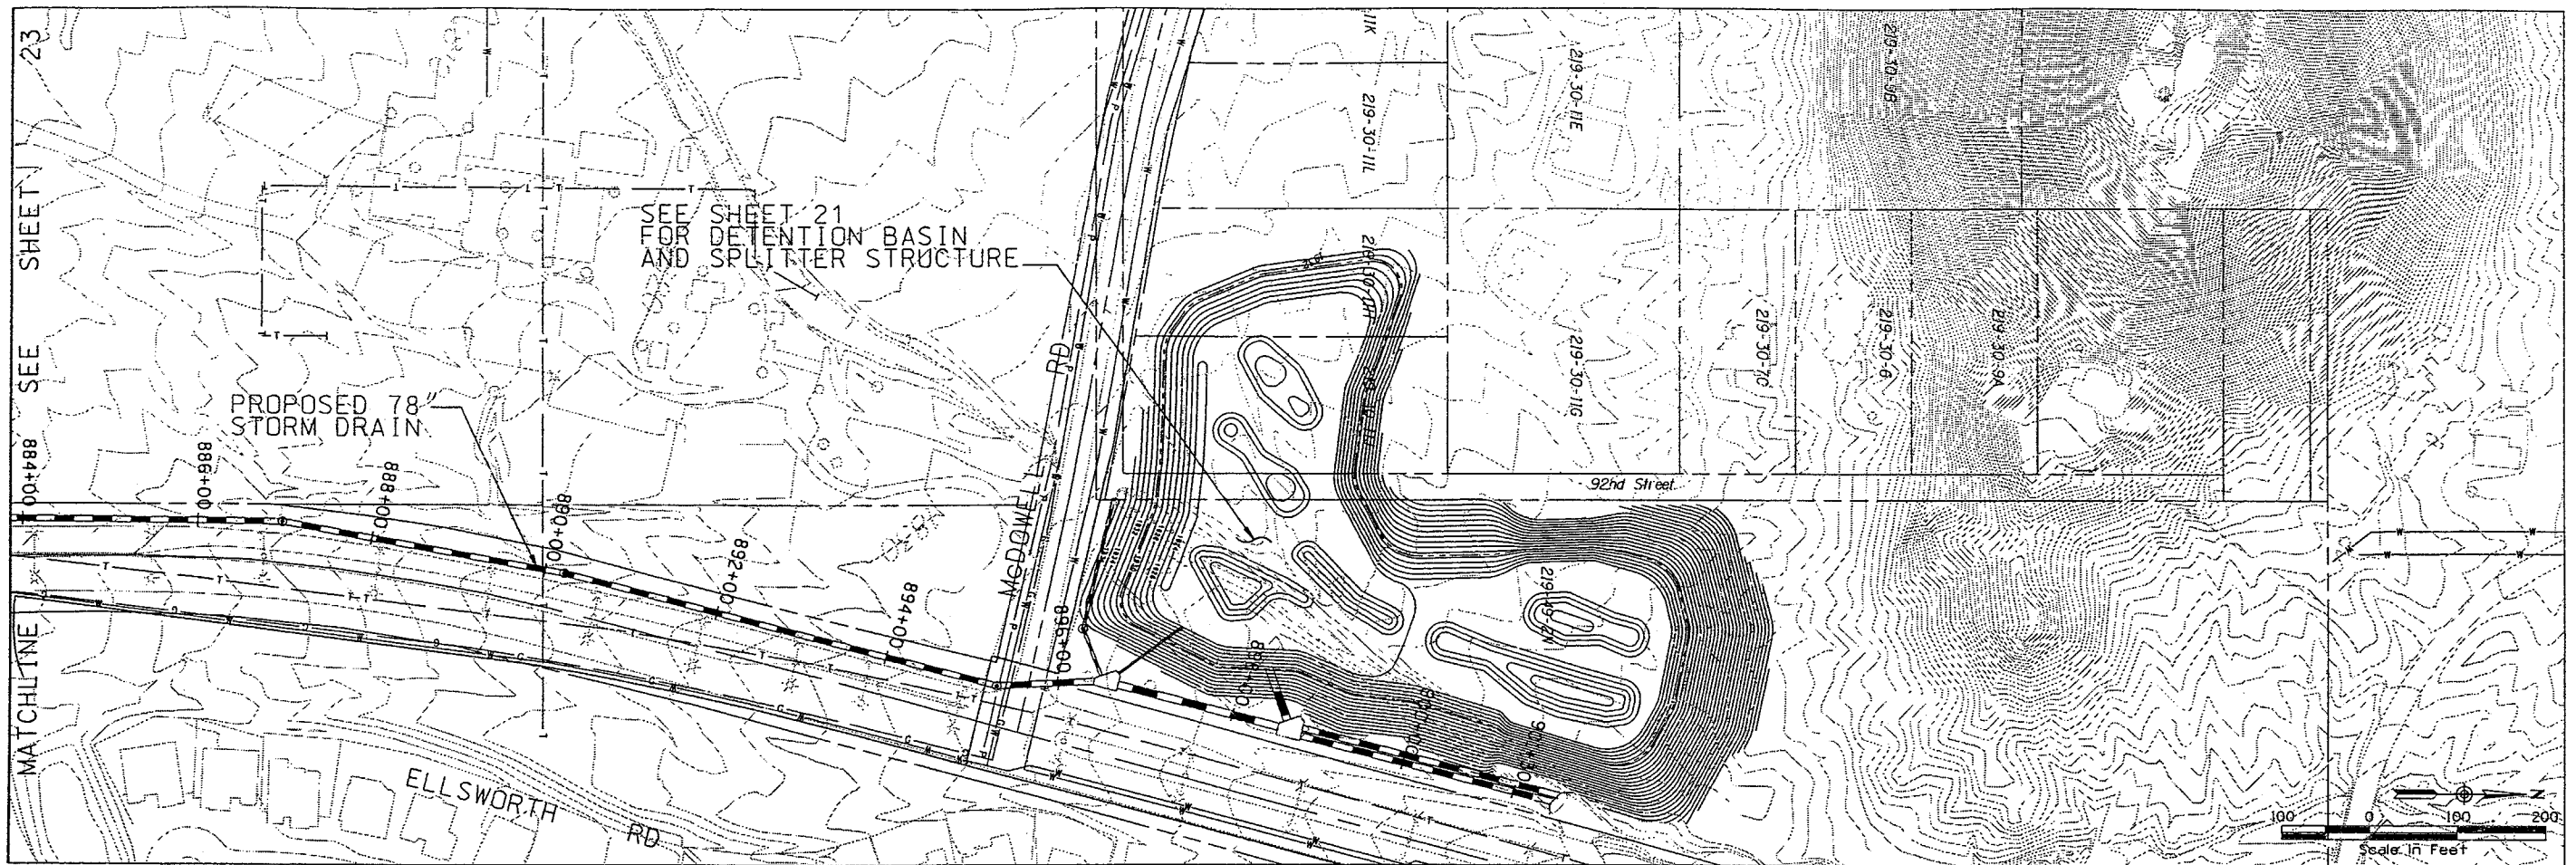 MATCHLINE SEE SHEET 23
SEE SHEET 21
FOR DETENTION BASIN
AND SPLITTER STRUCTURE
PROPOSED 78"
STORM DRAIN
884+00
886+00
888+00
890+00
892+00
894+00
896+00
McDOWELL RD
ELLSWORTH RD
92nd Street
11K
219-30-11L
219-30-11E
219-30-9B
219-30-11G
219-30-7C
219-30-6
219-30-9A
N
100 0 100 200
Scale In Feet